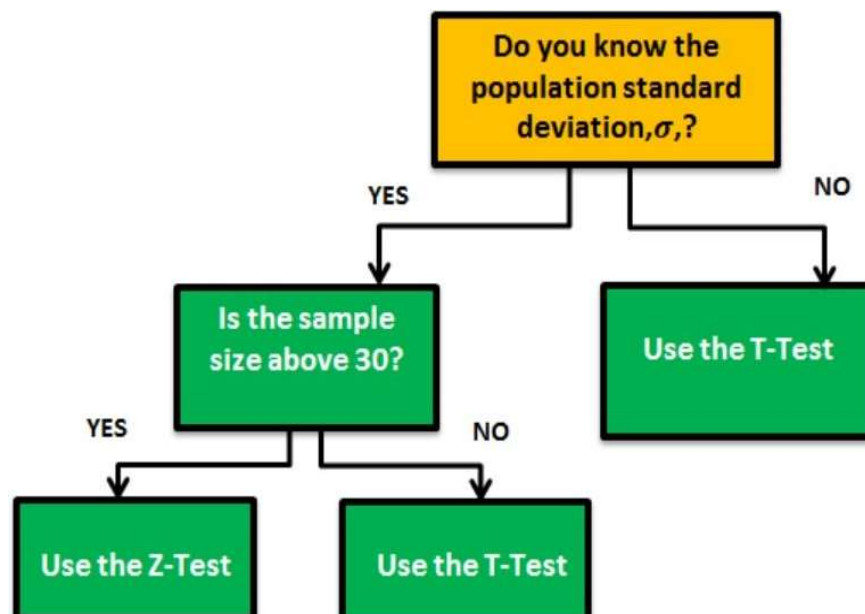 Do you know the
population standard
deviation,σ,?
YES
NO
Is the sample
size above 30?
Use the T-Test
YES
NO
Use the Z-Test
Use the T-Test